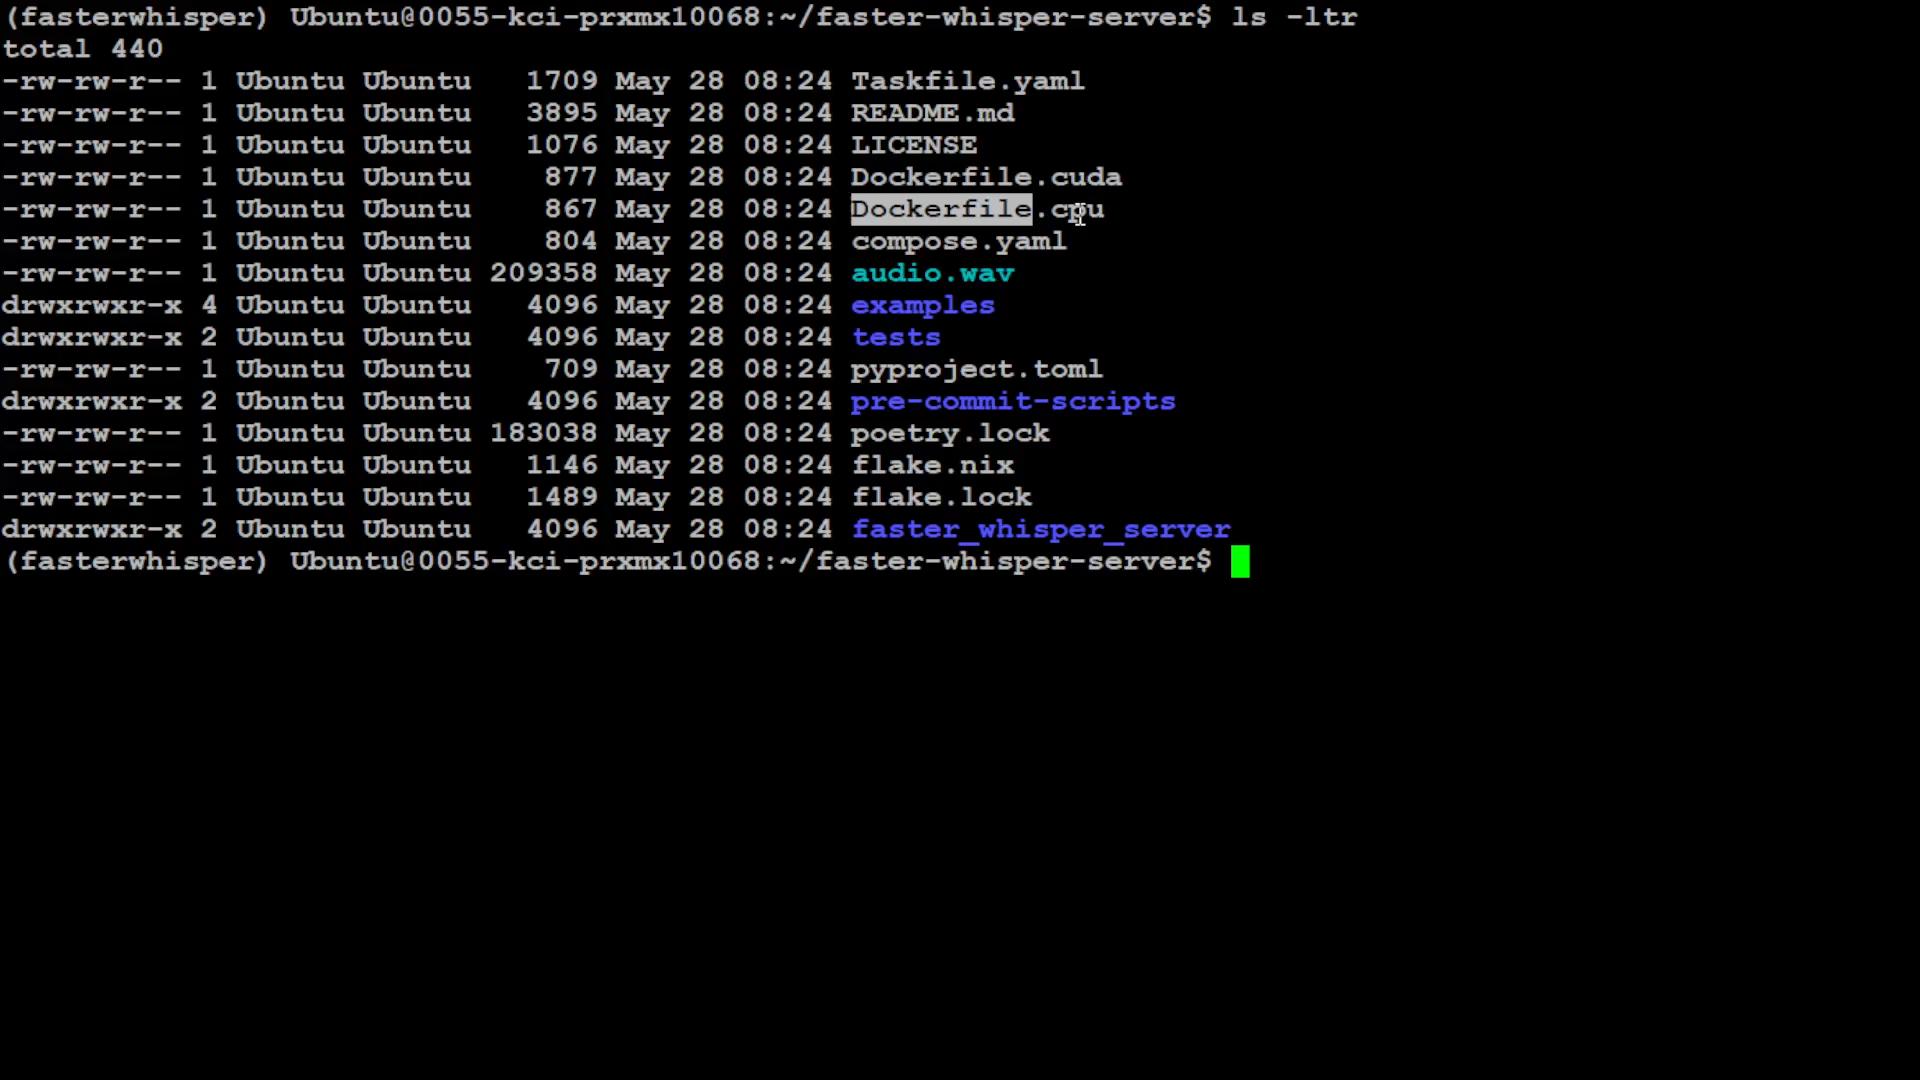 (fasterwhisper) Ubuntu@0055-kci-prxmx10068:~/faster-whisper-server$ ls -ltr
total 440
-rw-rw-r-- 1 Ubuntu Ubuntu   1709 May 28 08:24 Taskfile.yaml
-rw-rw-r-- 1 Ubuntu Ubuntu   3895 May 28 08:24 README.md
-rw-rw-r-- 1 Ubuntu Ubuntu   1076 May 28 08:24 LICENSE
-rw-rw-r-- 1 Ubuntu Ubuntu    877 May 28 08:24 Dockerfile.cuda
-rw-rw-r-- 1 Ubuntu Ubuntu    867 May 28 08:24 Dockerfile.cpu
-rw-rw-r-- 1 Ubuntu Ubuntu    804 May 28 08:24 compose.yaml
-rw-rw-r-- 1 Ubuntu Ubuntu 209358 May 28 08:24 audio.wav
drwxrwxr-x 4 Ubuntu Ubuntu   4096 May 28 08:24 examples
drwxrwxr-x 2 Ubuntu Ubuntu   4096 May 28 08:24 tests
-rw-rw-r-- 1 Ubuntu Ubuntu    709 May 28 08:24 pyproject.toml
drwxrwxr-x 2 Ubuntu Ubuntu   4096 May 28 08:24 pre-commit-scripts
-rw-rw-r-- 1 Ubuntu Ubuntu 183038 May 28 08:24 poetry.lock
-rw-rw-r-- 1 Ubuntu Ubuntu   1146 May 28 08:24 flake.nix
-rw-rw-r-- 1 Ubuntu Ubuntu   1489 May 28 08:24 flake.lock
drwxrwxr-x 2 Ubuntu Ubuntu   4096 May 28 08:24 faster_whisper_server
(fasterwhisper) Ubuntu@0055-kci-prxmx10068:~/faster-whisper-server$